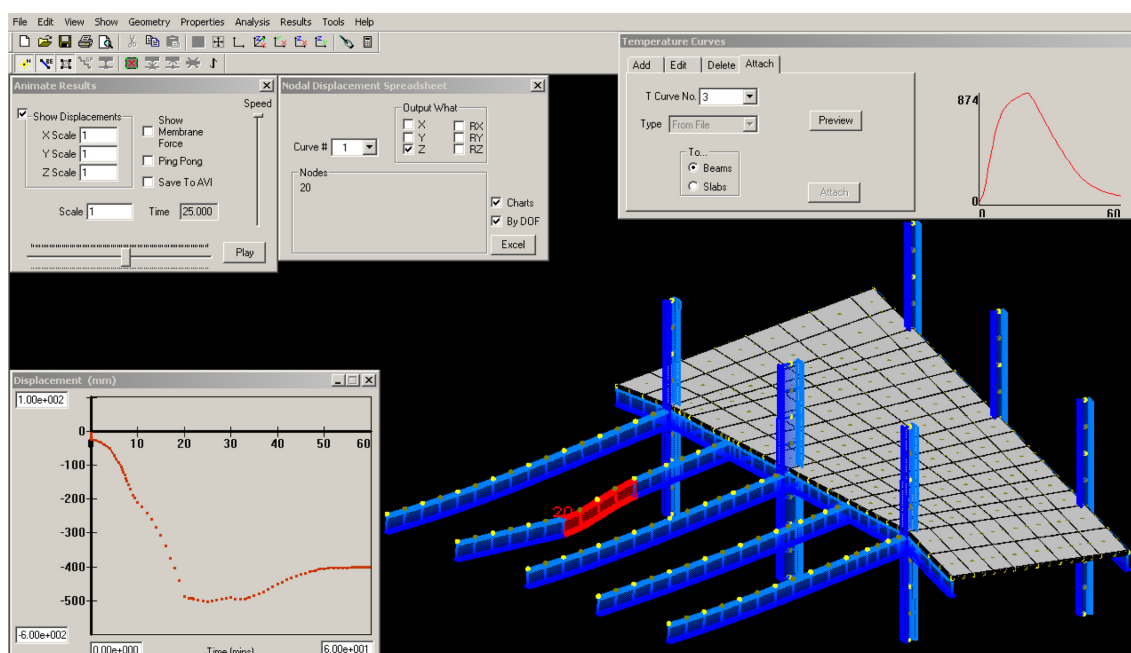 File Edit View Show Geometry Properties Analysis Results Tools Help
Temperature Curves
Add Edit Delete Attach
T Curve No. 3
Type From File
Preview
To...
Beams
Slabs
Attach
874
0
0 60
Animate Results
Speed
Show Displacements
X Scale 1
Y Scale 1
Z Scale 1
Show Membrane Force
Ping Pong
Save To AVI
Scale 1 Time 25.000
Play
Nodal Displacement Spreadsheet
Output What
X RX
Y RY
Z RZ
Curve # 1
Nodes
20
Charts
By DOF
Excel
Displacement (mm)
1.00e+002
0
10 20 30 40 50 60
-100
-200
-300
-400
-500
-6.00e+002
0.00e+000 Time (mins) 6.00e+001
20